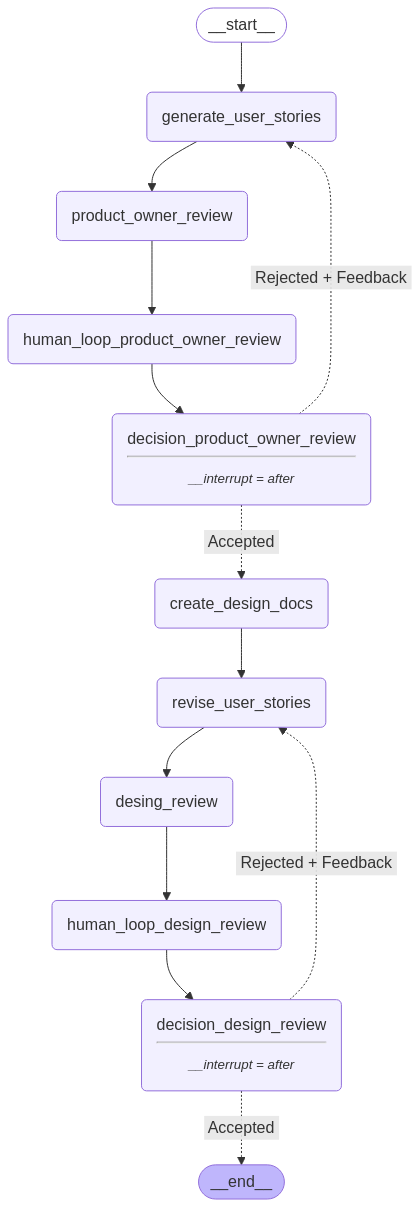 __start__
generate_user_stories
product_owner_review
Rejected + Feedback
human_loop_product_owner_review
decision_product_owner_review
__interrupt = after
Accepted
create_design_docs
revise_user_stories
desing_review
Rejected + Feedback
human_loop_design_review
decision_design_review
__interrupt = after
Accepted
__end__